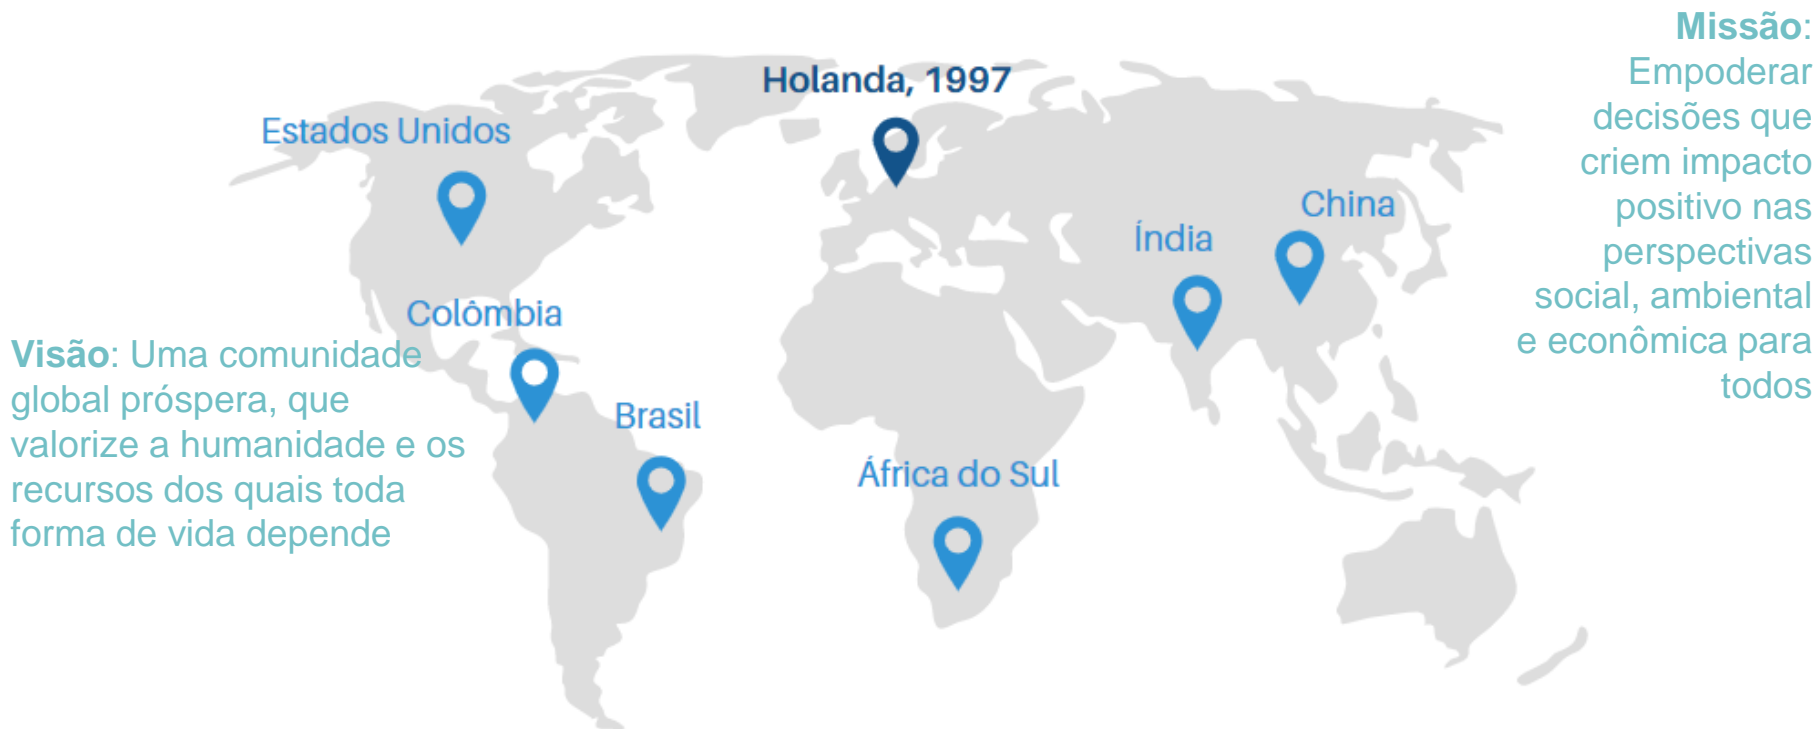 Missão:
Empoderar
decisões que
criem impacto
positivo nas
perspectivas
social, ambiental
e econômica para
todos
Holanda, 1997
Estados Unidos
China
Índia
Colômbia
Visão: Uma comunidade
global próspera, que
valorize a humanidade e os
recursos dos quais toda
forma de vida depende
Brasil
África do Sul